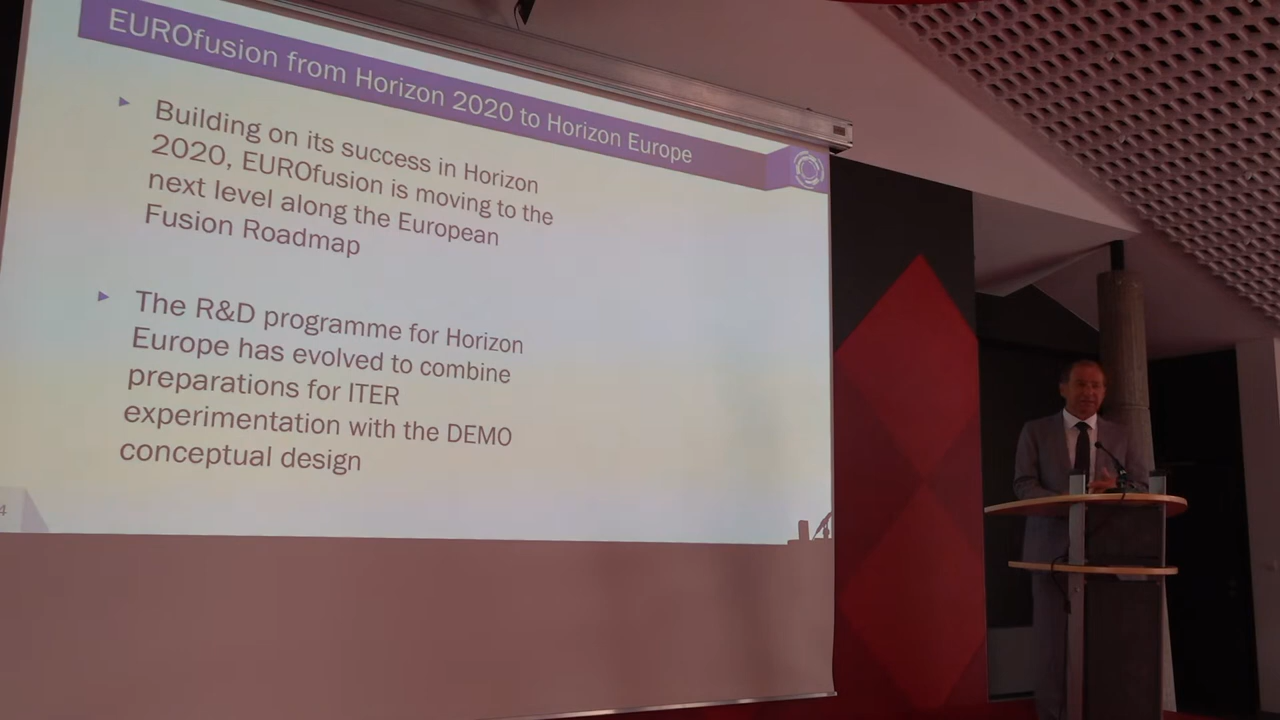 EUROfusion from Horizon 2020 to Horizon Europe
Building on its success in Horizon
2020, EUROfusion is moving to the
next level along the European
Fusion Roadmap
The R&D programme for Horizon
Europe has evolved to combine
preparations for ITER
experimentation with the DEMO
conceptual design
4